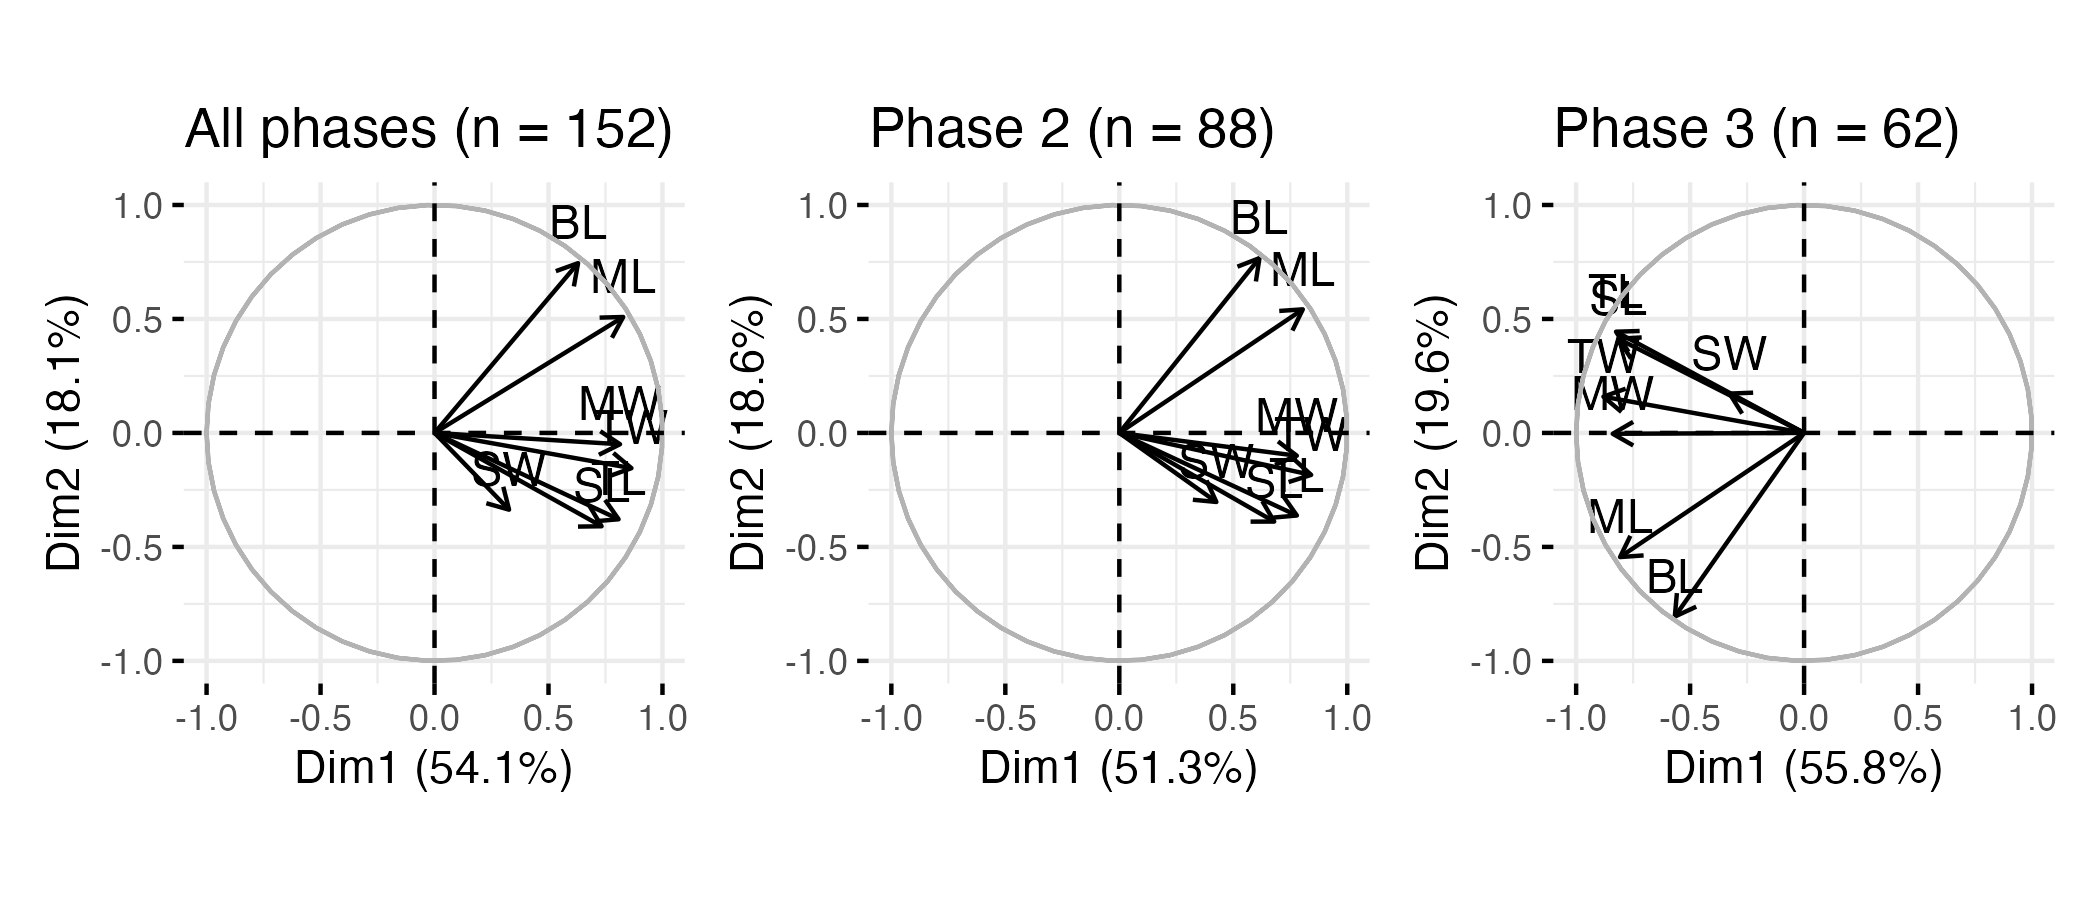 All phases (n = 152)
Dim2 (18.1%)
1.0
0.5
0.0
-0.5
-1.0
BL
ML
MW
TW
SW
SL
TL
-1.0 -0.5 0.0 0.5 1.0
Dim1 (54.1%)
Phase 2 (n = 88)
Dim2 (18.6%)
1.0
0.5
0.0
-0.5
-1.0
BL
ML
MW
TW
SW
SL
TL
-1.0 -0.5 0.0 0.5 1.0
Dim1 (51.3%)
Phase 3 (n = 62)
Dim2 (19.6%)
1.0
0.5
0.0
-0.5
-1.0
TL
SL
SW
TW
MW
ML
BL
-1.0 -0.5 0.0 0.5 1.0
Dim1 (55.8%)